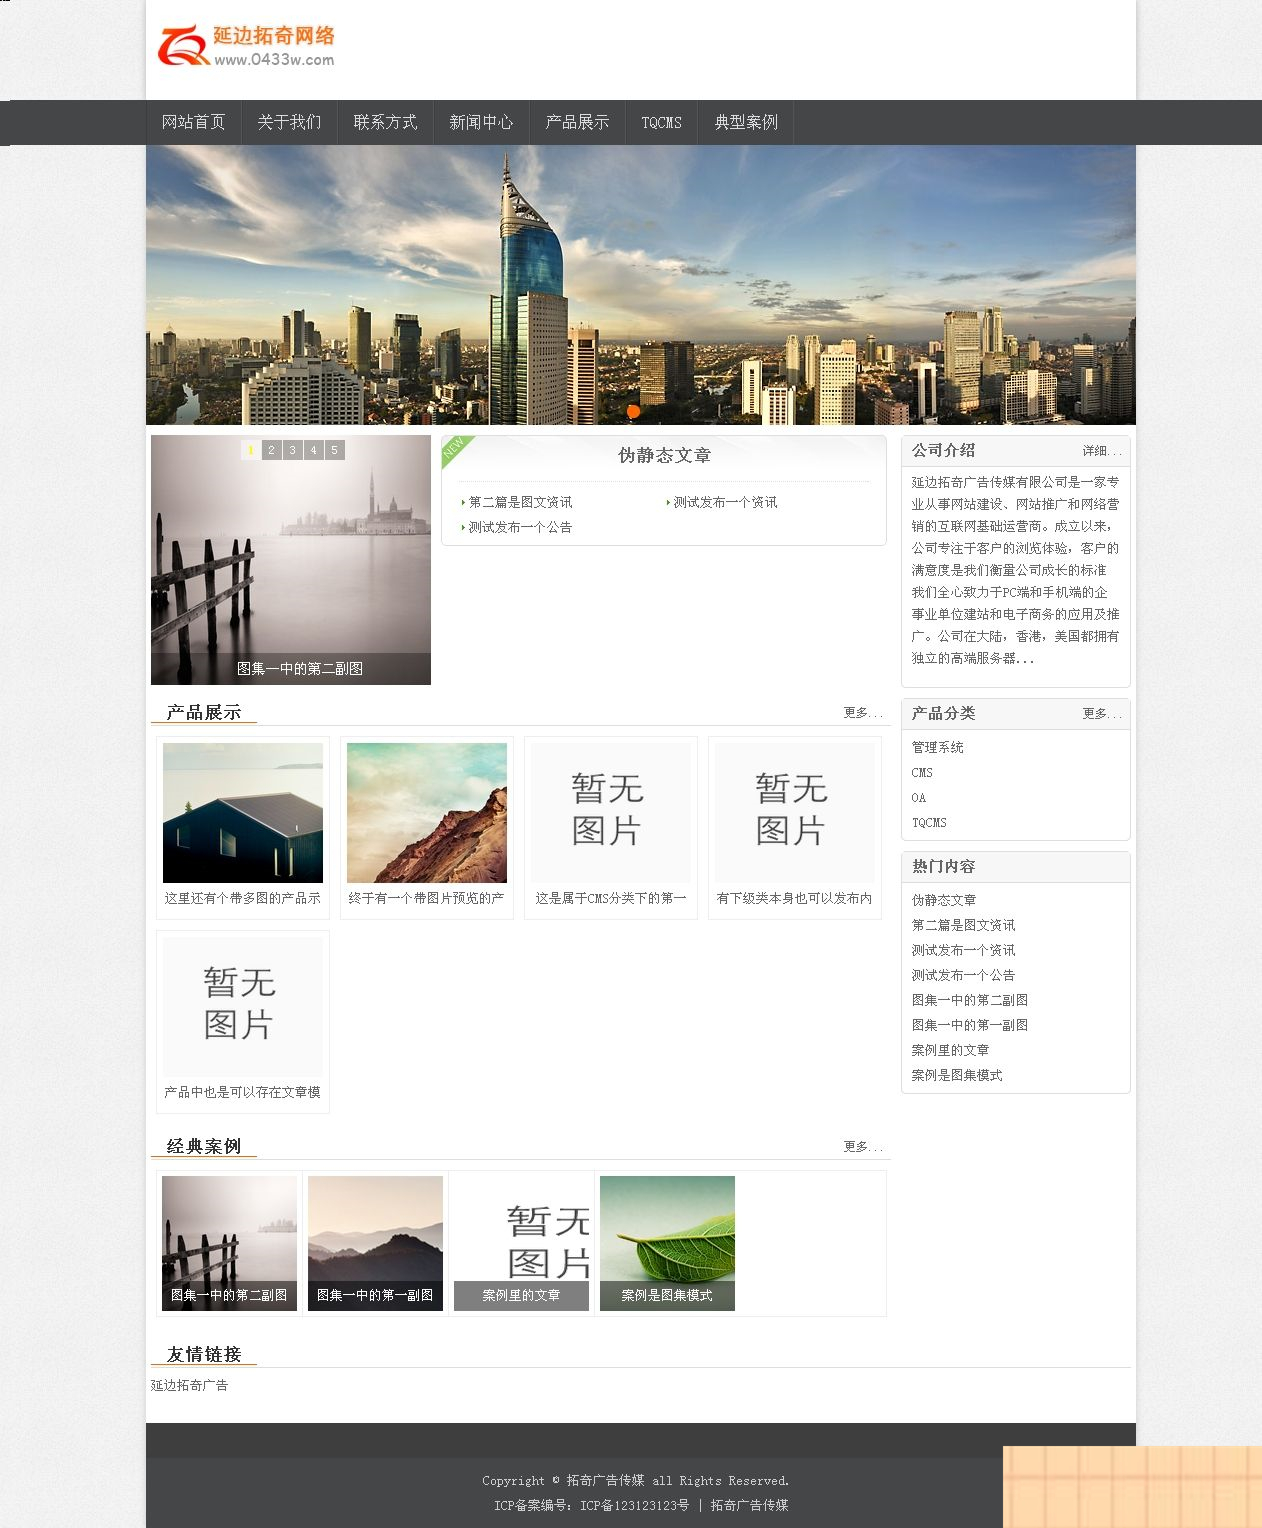 延边拓奇网络
www.0433w.com
网站首页 关于我们 联系方式 新闻中心 产品展示 TQCMS 典型案例
1 2 3 4 5
图集一中的第二副图
NEW
伪静态文章
第二篇是图文资讯 测试发布一个资讯
测试发布一个公告
公司介绍 详细...
延边拓奇广告传媒有限公司是一家专
业从事网站建设、网站推广和网络营
销的互联网基础运营商。成立以来,
公司专注于客户的浏览体验, 客户的
满意度是我们衡量公司成长的标准
我们全心致力于PC端和手机端的企
事业单位建站和电子商务的应用及推
广。公司在大陆, 香港, 美国都拥有
独立的高端服务器...
产品展示 更多...
这里还有个带多图的产品示
终于有一个带图片预览的产
暂无
图片
这是属于CMS分类下的第一
暂无
图片
有下级类本身也可以发布内
暂无
图片
产品中也是可以存在文章模
产品分类 更多...
管理系统
CMS
OA
TQCMS
热门内容
伪静态文章
第二篇是图文资讯
测试发布一个资讯
测试发布一个公告
图集一中的第二副图
图集一中的第一副图
案例里的文章
案例是图集模式
经典案例 更多...
图集一中的第二副图
图集一中的第一副图
暂无
图片
案例里的文章
案例是图集模式
友情链接
延边拓奇广告
Copyright © 拓奇广告传媒 all Rights Reserved.
ICP备案编号: ICP备123123123号 | 拓奇广告传媒